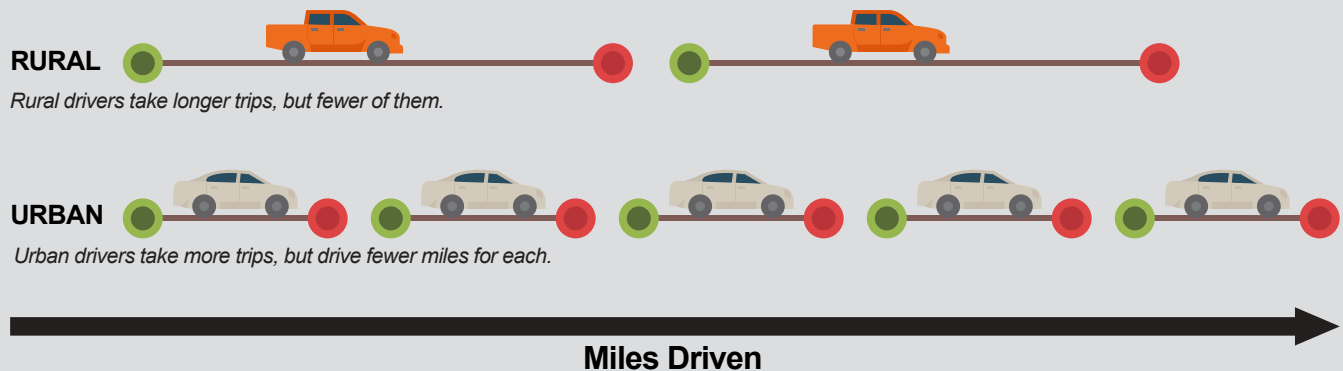 RURAL
Rural drivers take longer trips, but fewer of them.
URBAN
Urban drivers take more trips, but drive fewer miles for each.
Miles Driven